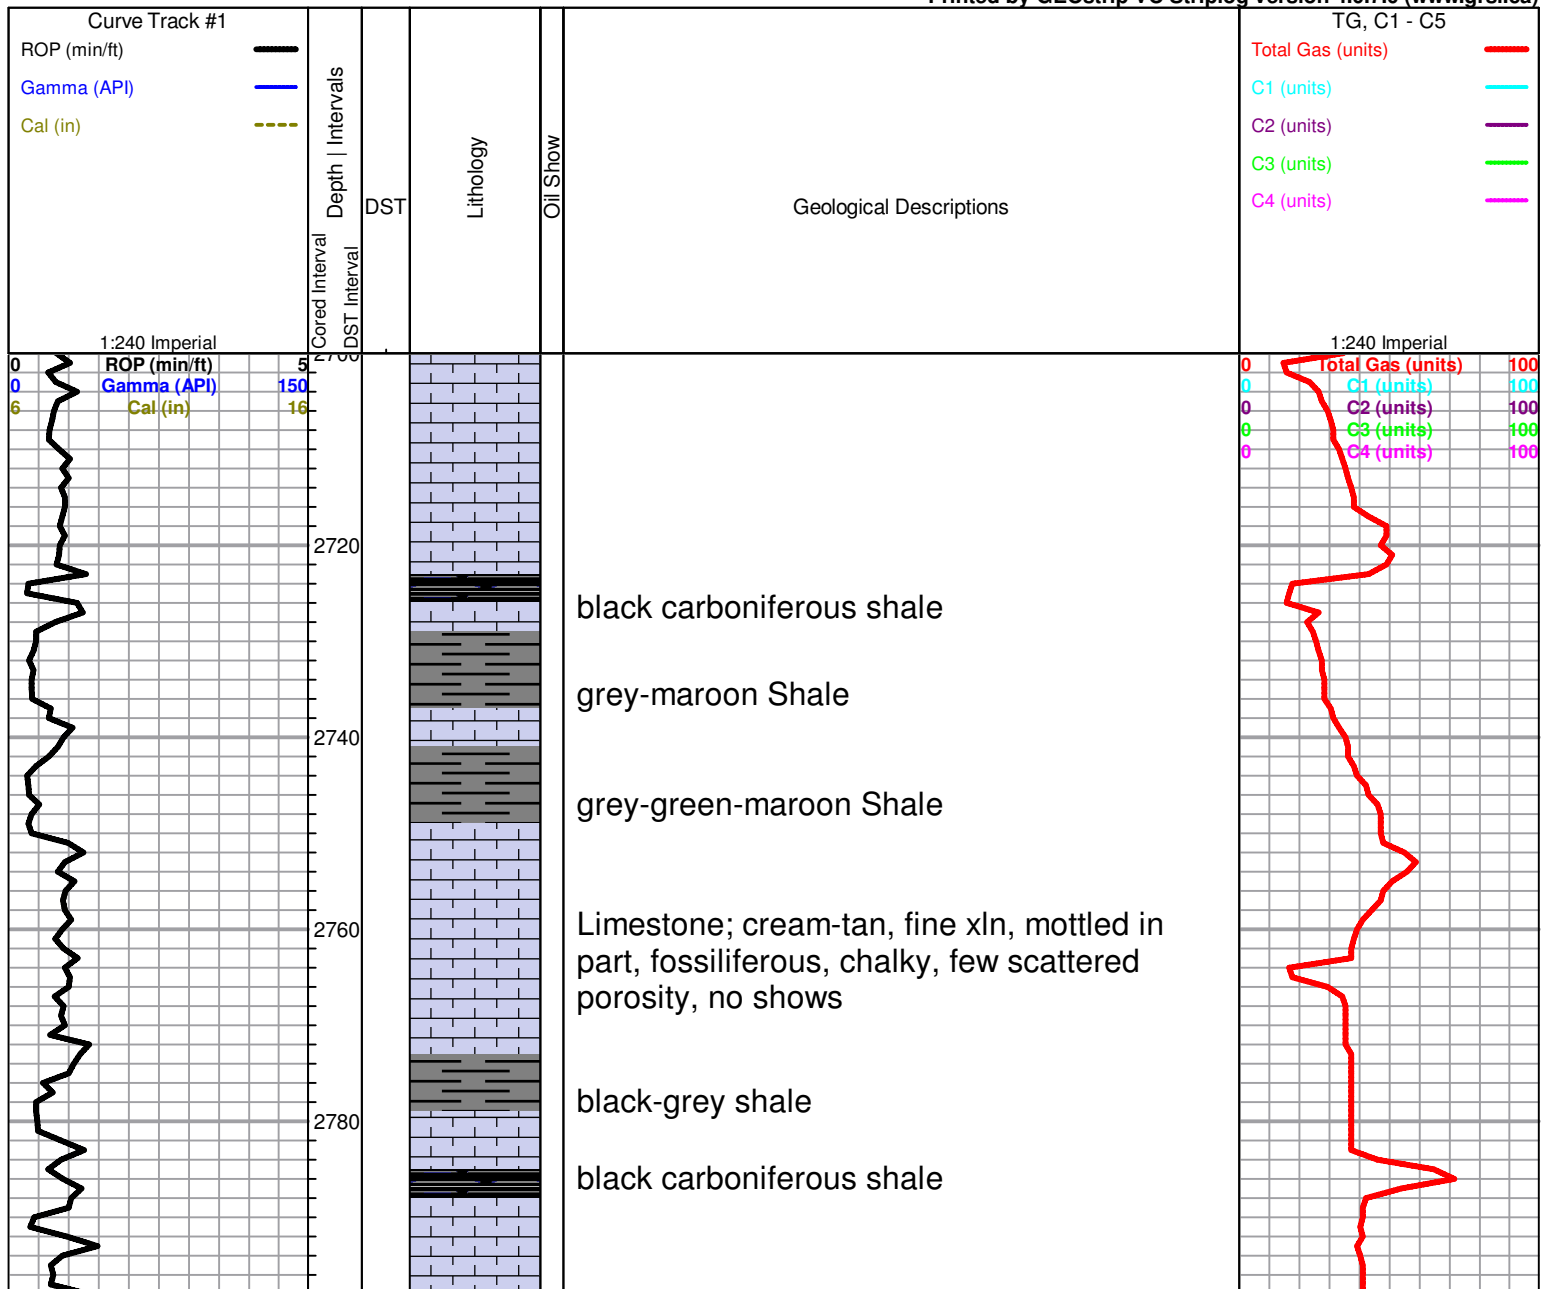 Curve Track #1
ROP (min/ft)
Gamma (API)
Cal (in)
1:240 Imperial
Depth | Intervals
Cored Interval
DST Interval
DST
Lithology
Oil Show
Geological Descriptions
TG, C1 - C5
Total Gas (units)
C1 (units)
C2 (units)
C3 (units)
C4 (units)
1:240 Imperial
0 ROP (min/ft) 5
0 Gamma (API) 150
6 Cal (in) 16
0 Total Gas (units) 100
0 C1 (units) 100
0 C2 (units) 100
0 C3 (units) 100
0 C4 (units) 100
2700
2720
black carboniferous shale
grey-maroon Shale
2740
grey-green-maroon Shale
2760
Limestone; cream-tan, fine xln, mottled in
part, fossiliferous, chalky, few scattered
porosity, no shows
black-grey shale
2780
black carboniferous shale